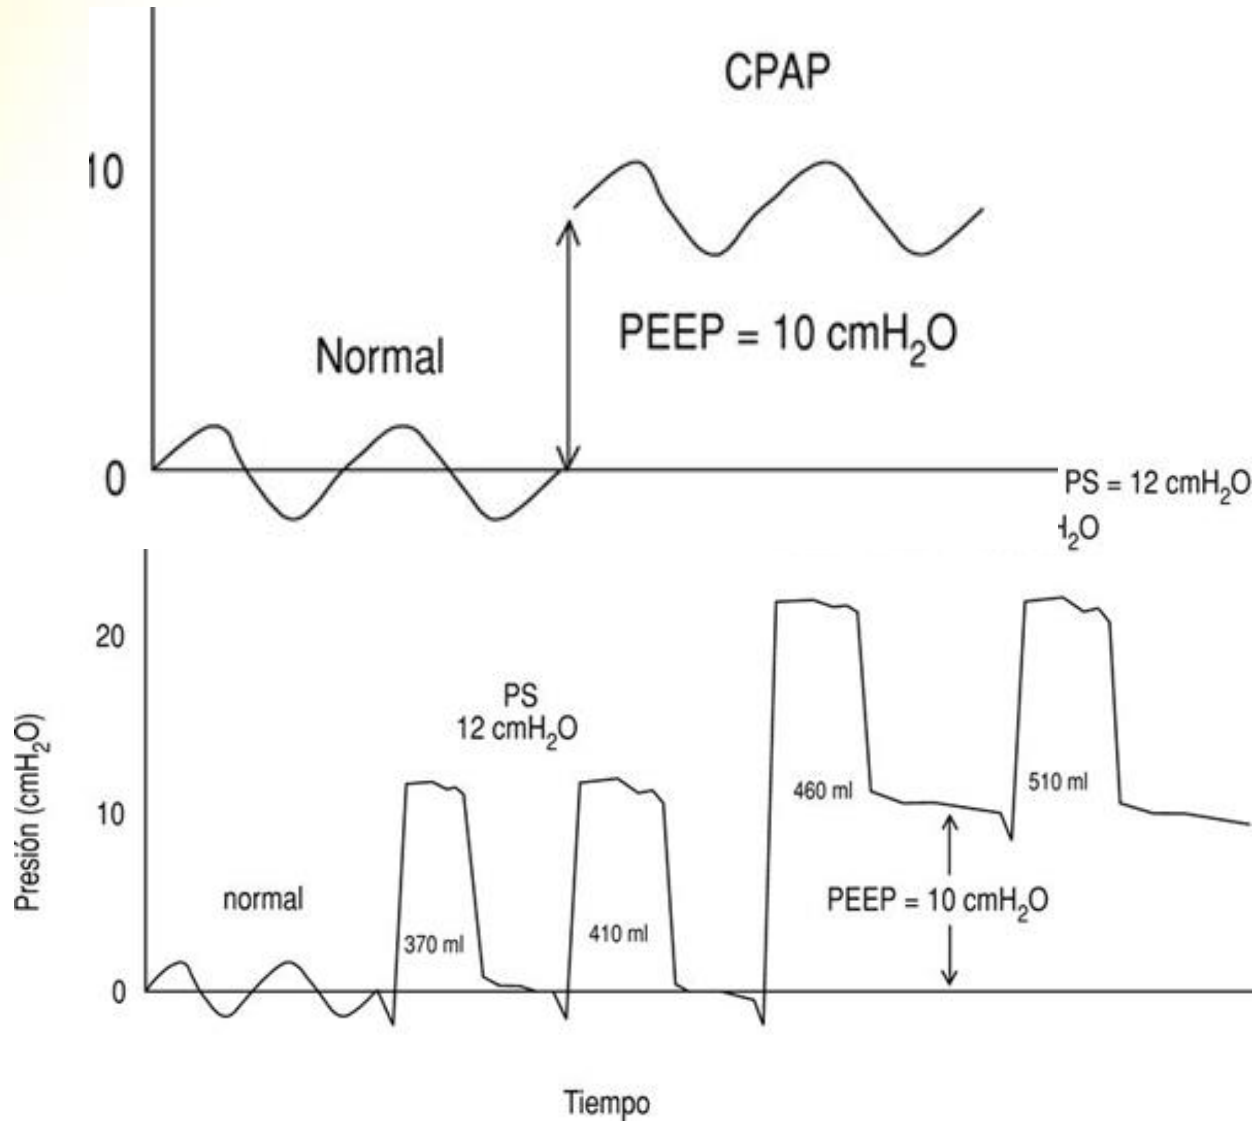 CPAP
10
PEEP = 10 cmH₂O
Normal
0
PS = 12 cmH₂O
H₂O
20
PS
12 cmH₂O
460 ml
510 ml
10
Presión (cmH₂O)
normal
PEEP = 10 cmH₂O
370 ml
410 ml
0
Tiempo